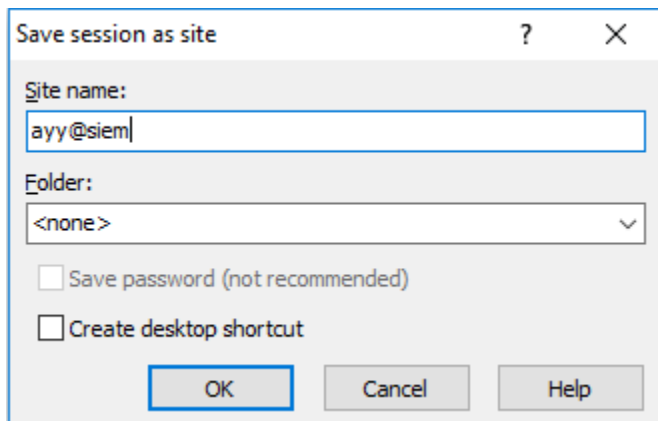 Save session as site ?
Site name:
ayy@siem
Folder:
<none>
Save password (not recommended)
Create desktop shortcut
OK Cancel Help